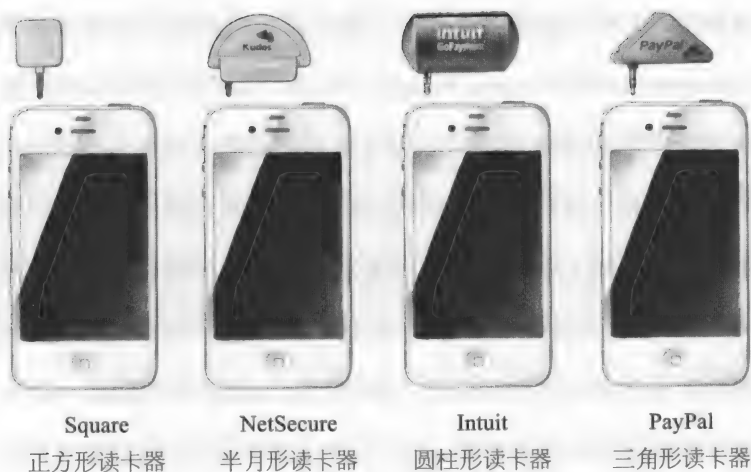 Kudos
intuit
GoPayment
PayPal
Square
NetSecure
Intuit
PayPal
正方形读卡器
半月形读卡器
圆柱形读卡器
三角形读卡器